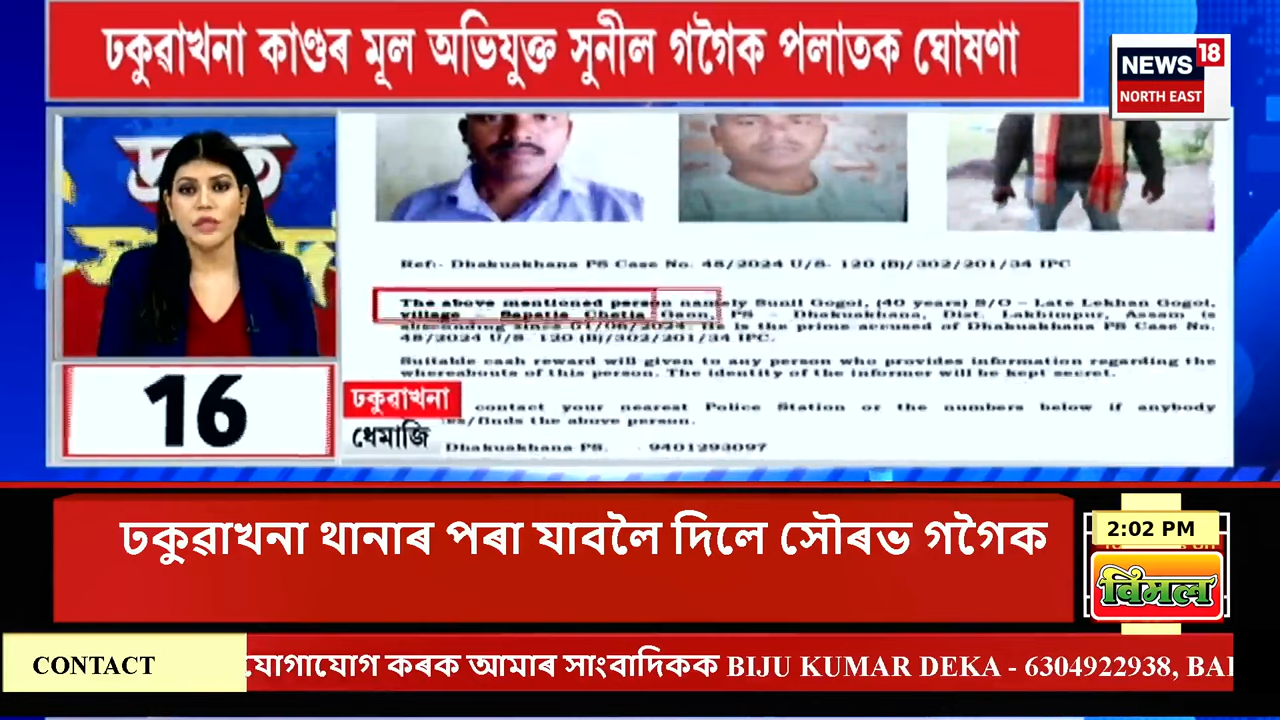 ঢকুৱাখনা কাণ্ডৰ মূল অভিযুক্ত সুনীল গগৈক পলাতক ঘোষণা
NEWS 18
NORTH EAST
দ্ৰুত
Ref:- Dhakuakhana PS Case No. 48/2024 U/S- 120 (B)/302/201/34 IPC
The above mentioned person namely Sunil Gogoi, (40 years) S/O – Late Lekhan Gogoi,
village – Sapatia Chetia Gaon, PS – Dhakuakhana, Dist. Lakhimpur, Assam is
absconding since 01/06/2024. He is the prime accused of Dhakuakhana PS Case No.
48/2024 U/S- 120 (B)/302/201/34 IPC.
Suitable cash reward will given to any person who provides information regarding the
whereabouts of this person. The identity of the informer will be kept secret.
contact your nearest Police Station or the numbers below if anybody
es/finds the above person.
Dhakuakhana PS. - 9401293097
16
ঢকুৱাখনা
ধেমাজি
ঢকুৱাখনা থানাৰ পৰা যাবলৈ দিলে সৌৰভ গগৈক
2:02 PM
विमल
CONTACT
যোগাযোগ কৰক আমাৰ সাংবাদিকক BIJU KUMAR DEKA - 6304922938, BAI